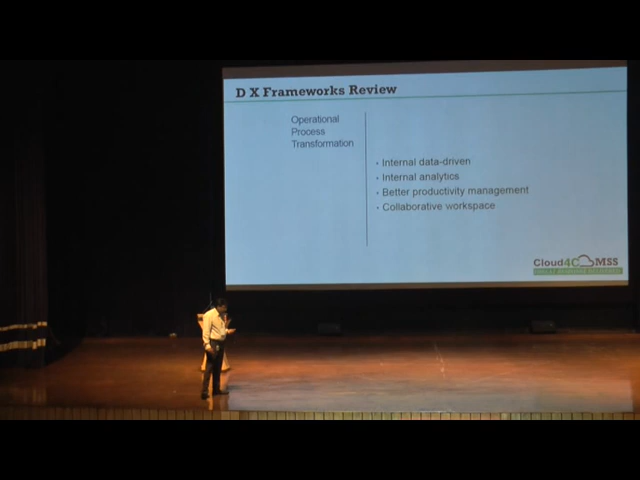 D X Frameworks Review
Operational
Process
Transformation
• Internal data-driven
• Internal analytics
• Better productivity management
• Collaborative workspace
Cloud4C MSS